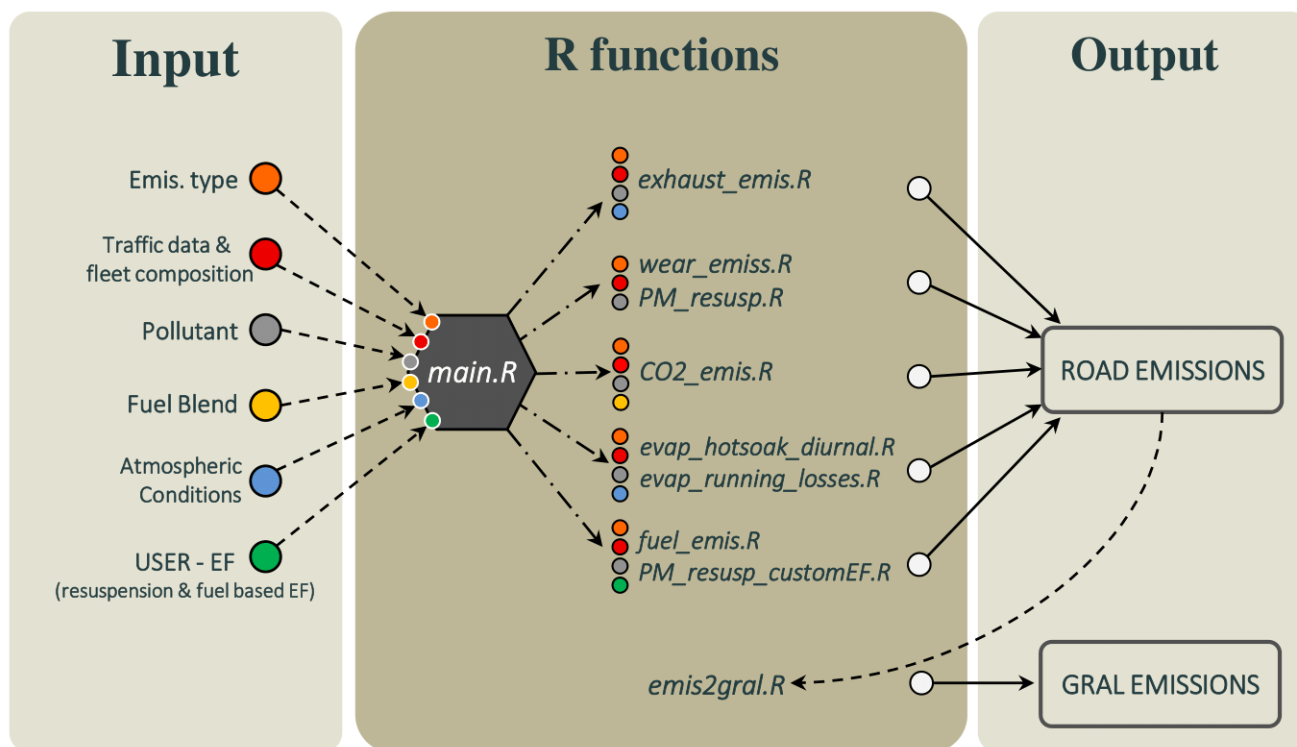 Input
Emis. type
Traffic data &
fleet composition
Pollutant
Fuel Blend
Atmospheric
Conditions
USER - EF
(resuspension & fuel based EF)
R functions
main.R
exhaust_emis.R
wear_emiss.R
PM_resusp.R
CO2_emis.R
evap_hotsoak_diurnal.R
evap_running_losses.R
fuel_emis.R
PM_resusp_customEF.R
emis2gral.R
Output
ROAD EMISSIONS
GRAL EMISSIONS